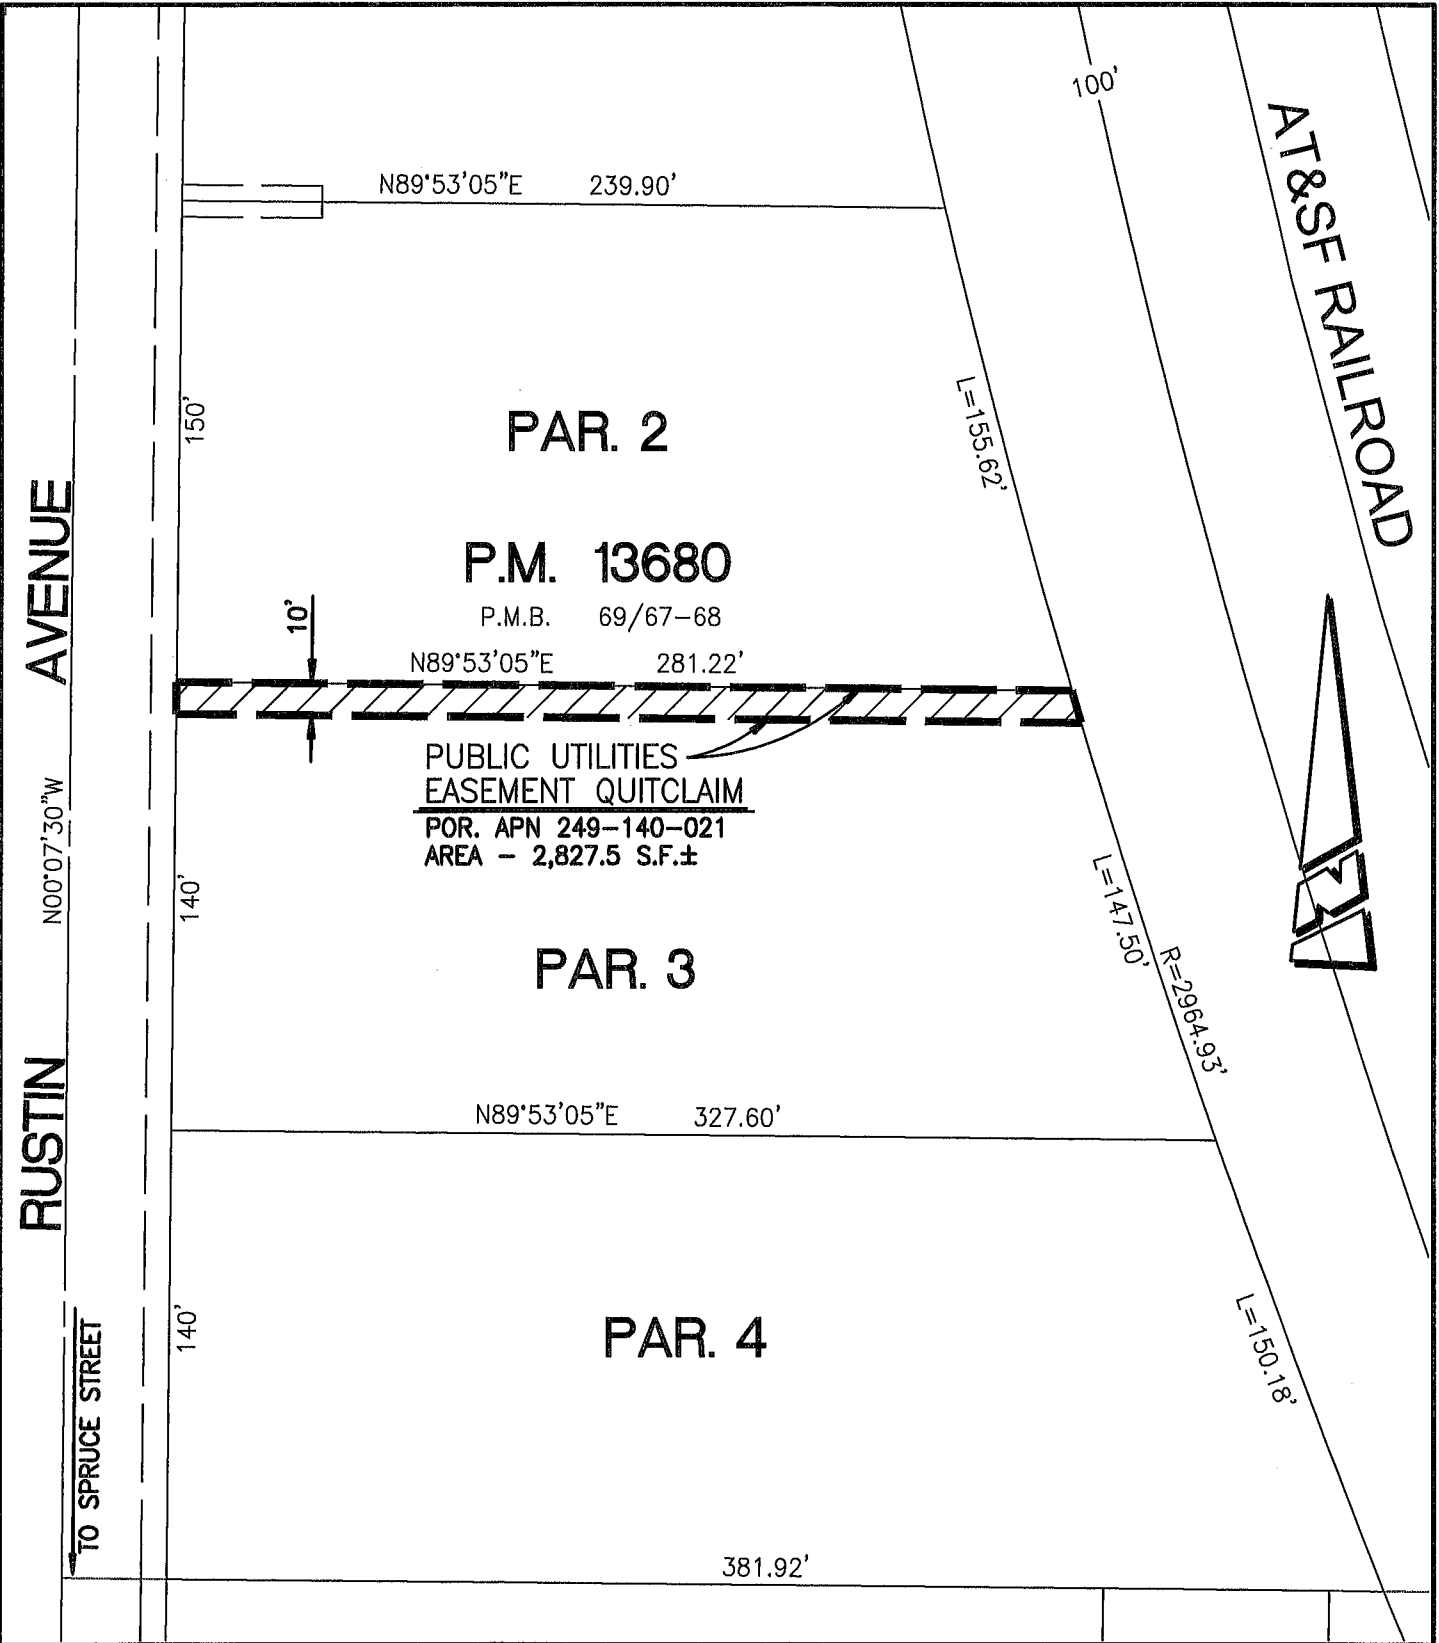 100'
AT&SF RAILROAD
N89°53'05"E 239.90'
150'
PAR. 2
L=155.62'
P.M. 13680
P.M.B. 69/67-68
10'
N89°53'05"E 281.22'
PUBLIC UTILITIES
EASEMENT QUITCLAIM
POR. APN 249-140-021
AREA - 2,827.5 S.F.±
RUSTIN AVENUE
N00°07'30"W
140'
PAR. 3
L=147.50'
R=2964.93'
N
N89°53'05"E 327.60'
140'
PAR. 4
L=150.18'
TO SPRUCE STREET
381.92'